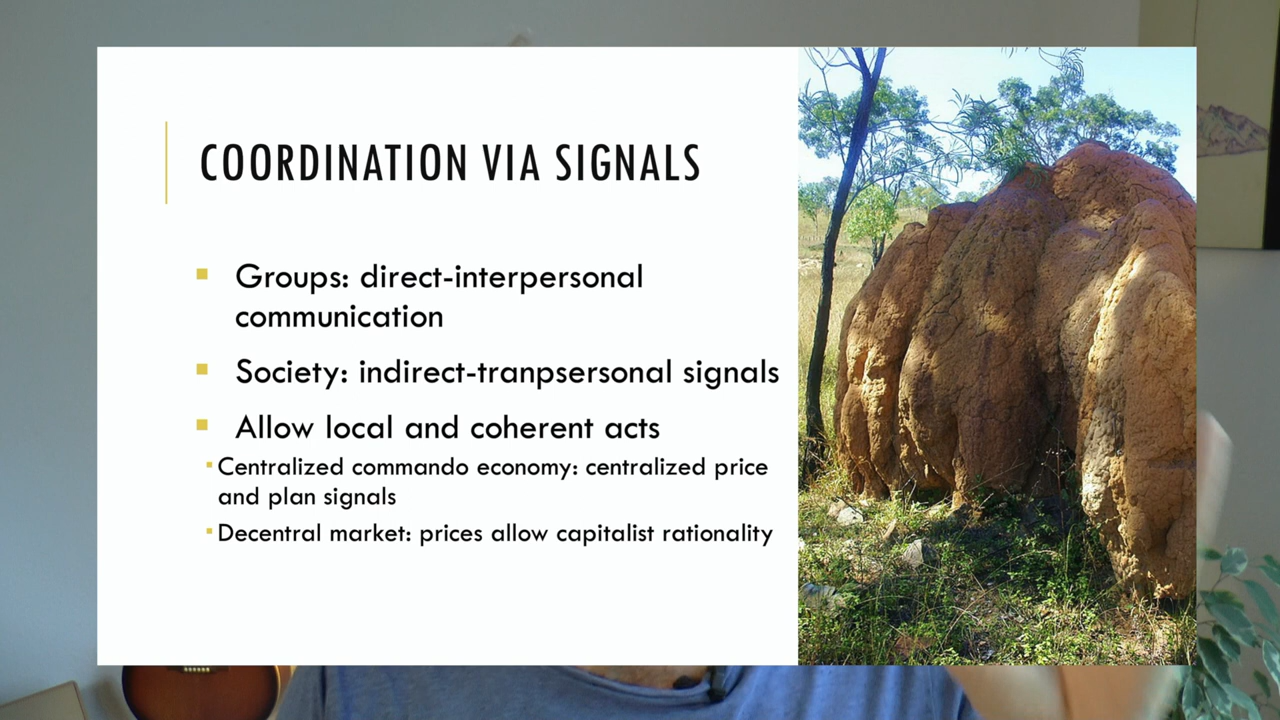 COORDINATION VIA SIGNALS
Groups: direct-interpersonal
communication
Society: indirect-tranpsersonal signals
Allow local and coherent acts
Centralized commando economy: centralized price
and plan signals
Decentral market: prices allow capitalist rationality